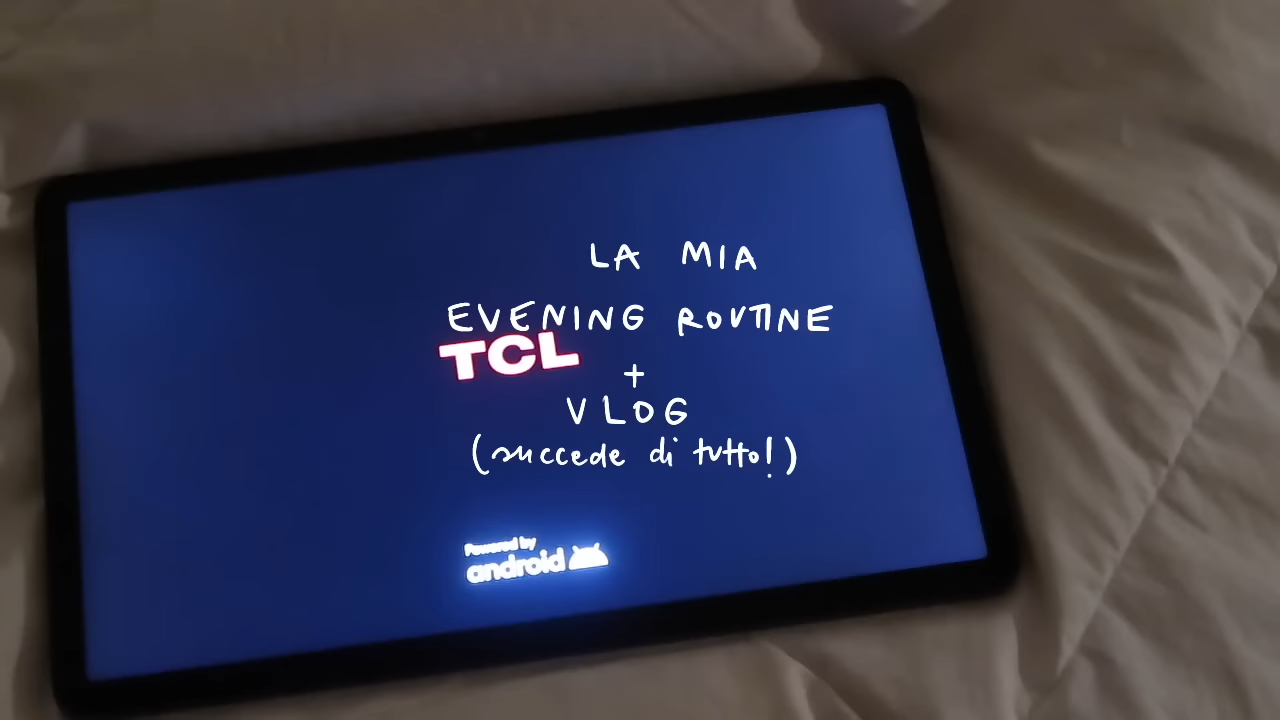 LA MIA
EVENING ROUTINE
TCL
+
VLOG
(succede di tutto!)
Powered by
android